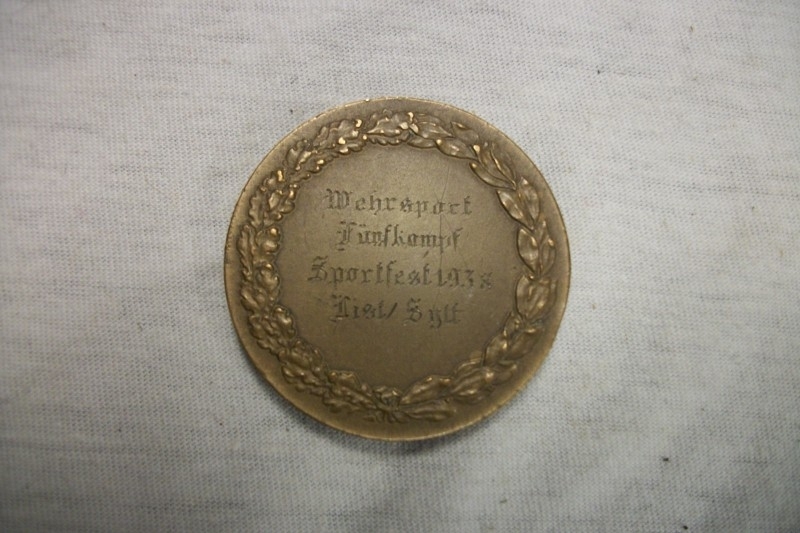 Wehrsport
Fünfkampf
Sportfest 1938
List/ Sylt